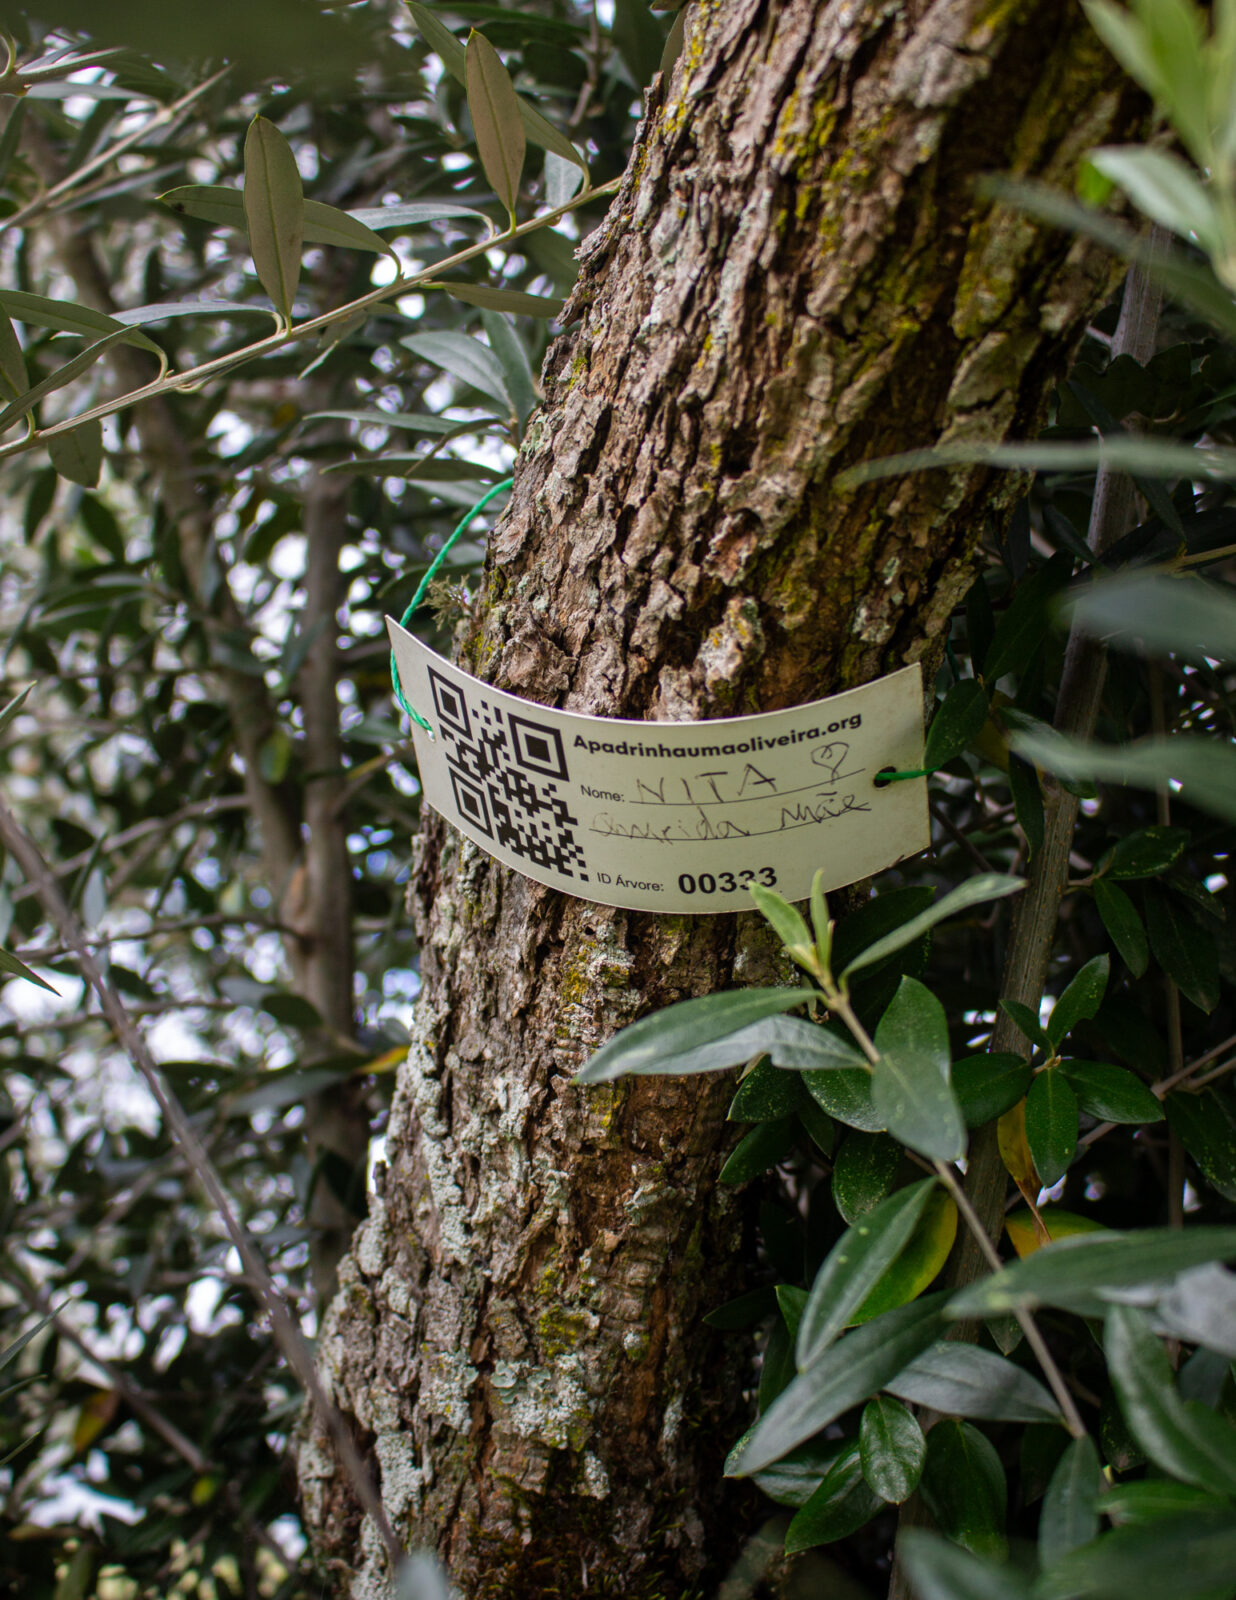 Apadrinhaumaoliveira.org
Nome: NITA
querida mãe
ID Árvore: 00333